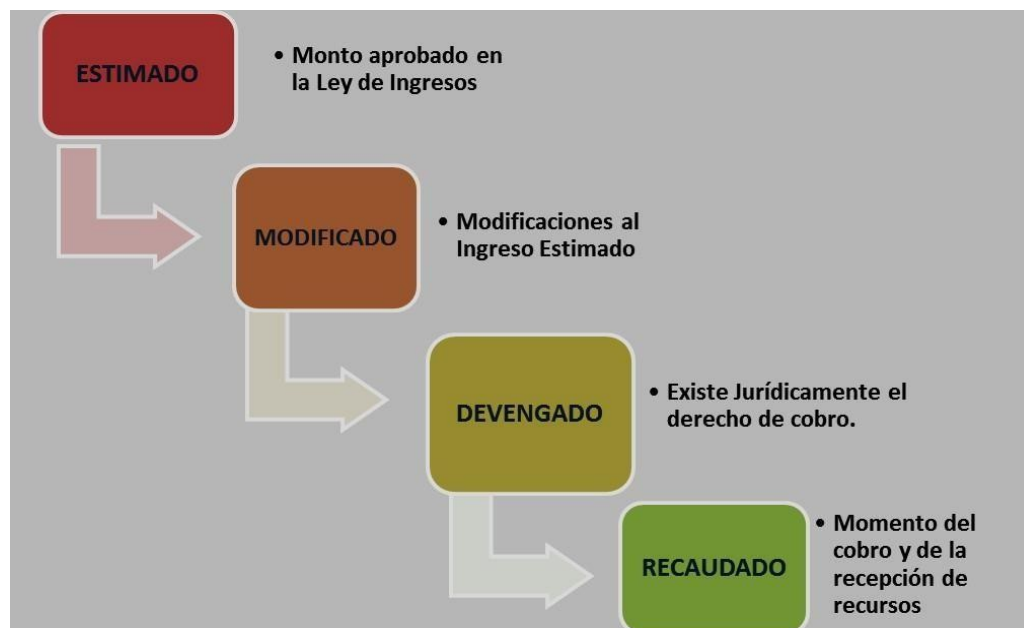 ESTIMADO
• Monto aprobado en
la Ley de Ingresos
MODIFICADO
• Modificaciones al
Ingreso Estimado
DEVENGADO
• Existe Jurídicamente el
derecho de cobro.
RECAUDADO
• Momento del
cobro y de la
recepción de
recursos